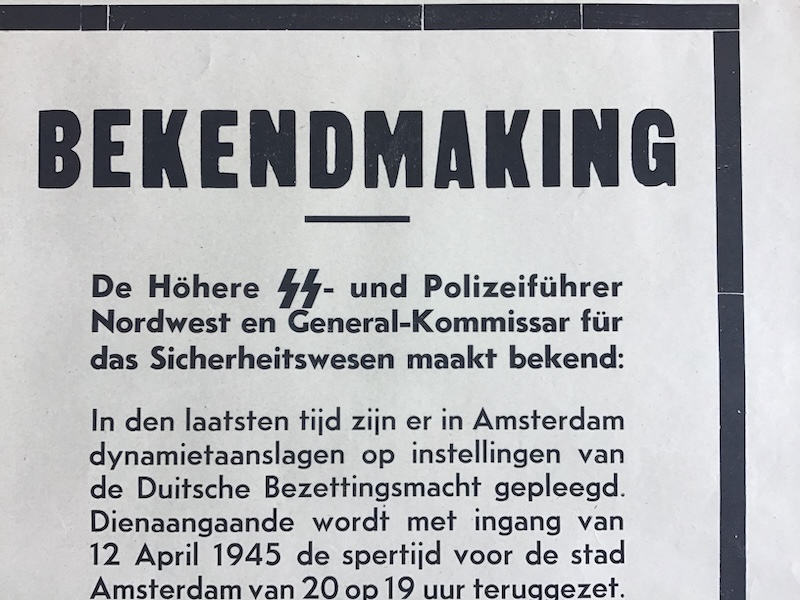 BEKENDMAKING
De Höhere ᛋᛋ- und Polizeiführer
Nordwest en General-Kommissar für
das Sicherheitswesen maakt bekend:
In den laatsten tijd zijn er in Amsterdam
dynamietaanslagen op instellingen van
de Duitsche Bezettingsmacht gepleegd.
Dienaangaande wordt met ingang van
12 April 1945 de spertijd voor de stad
Amsterdam van 20 op 19 uur teruggezet.